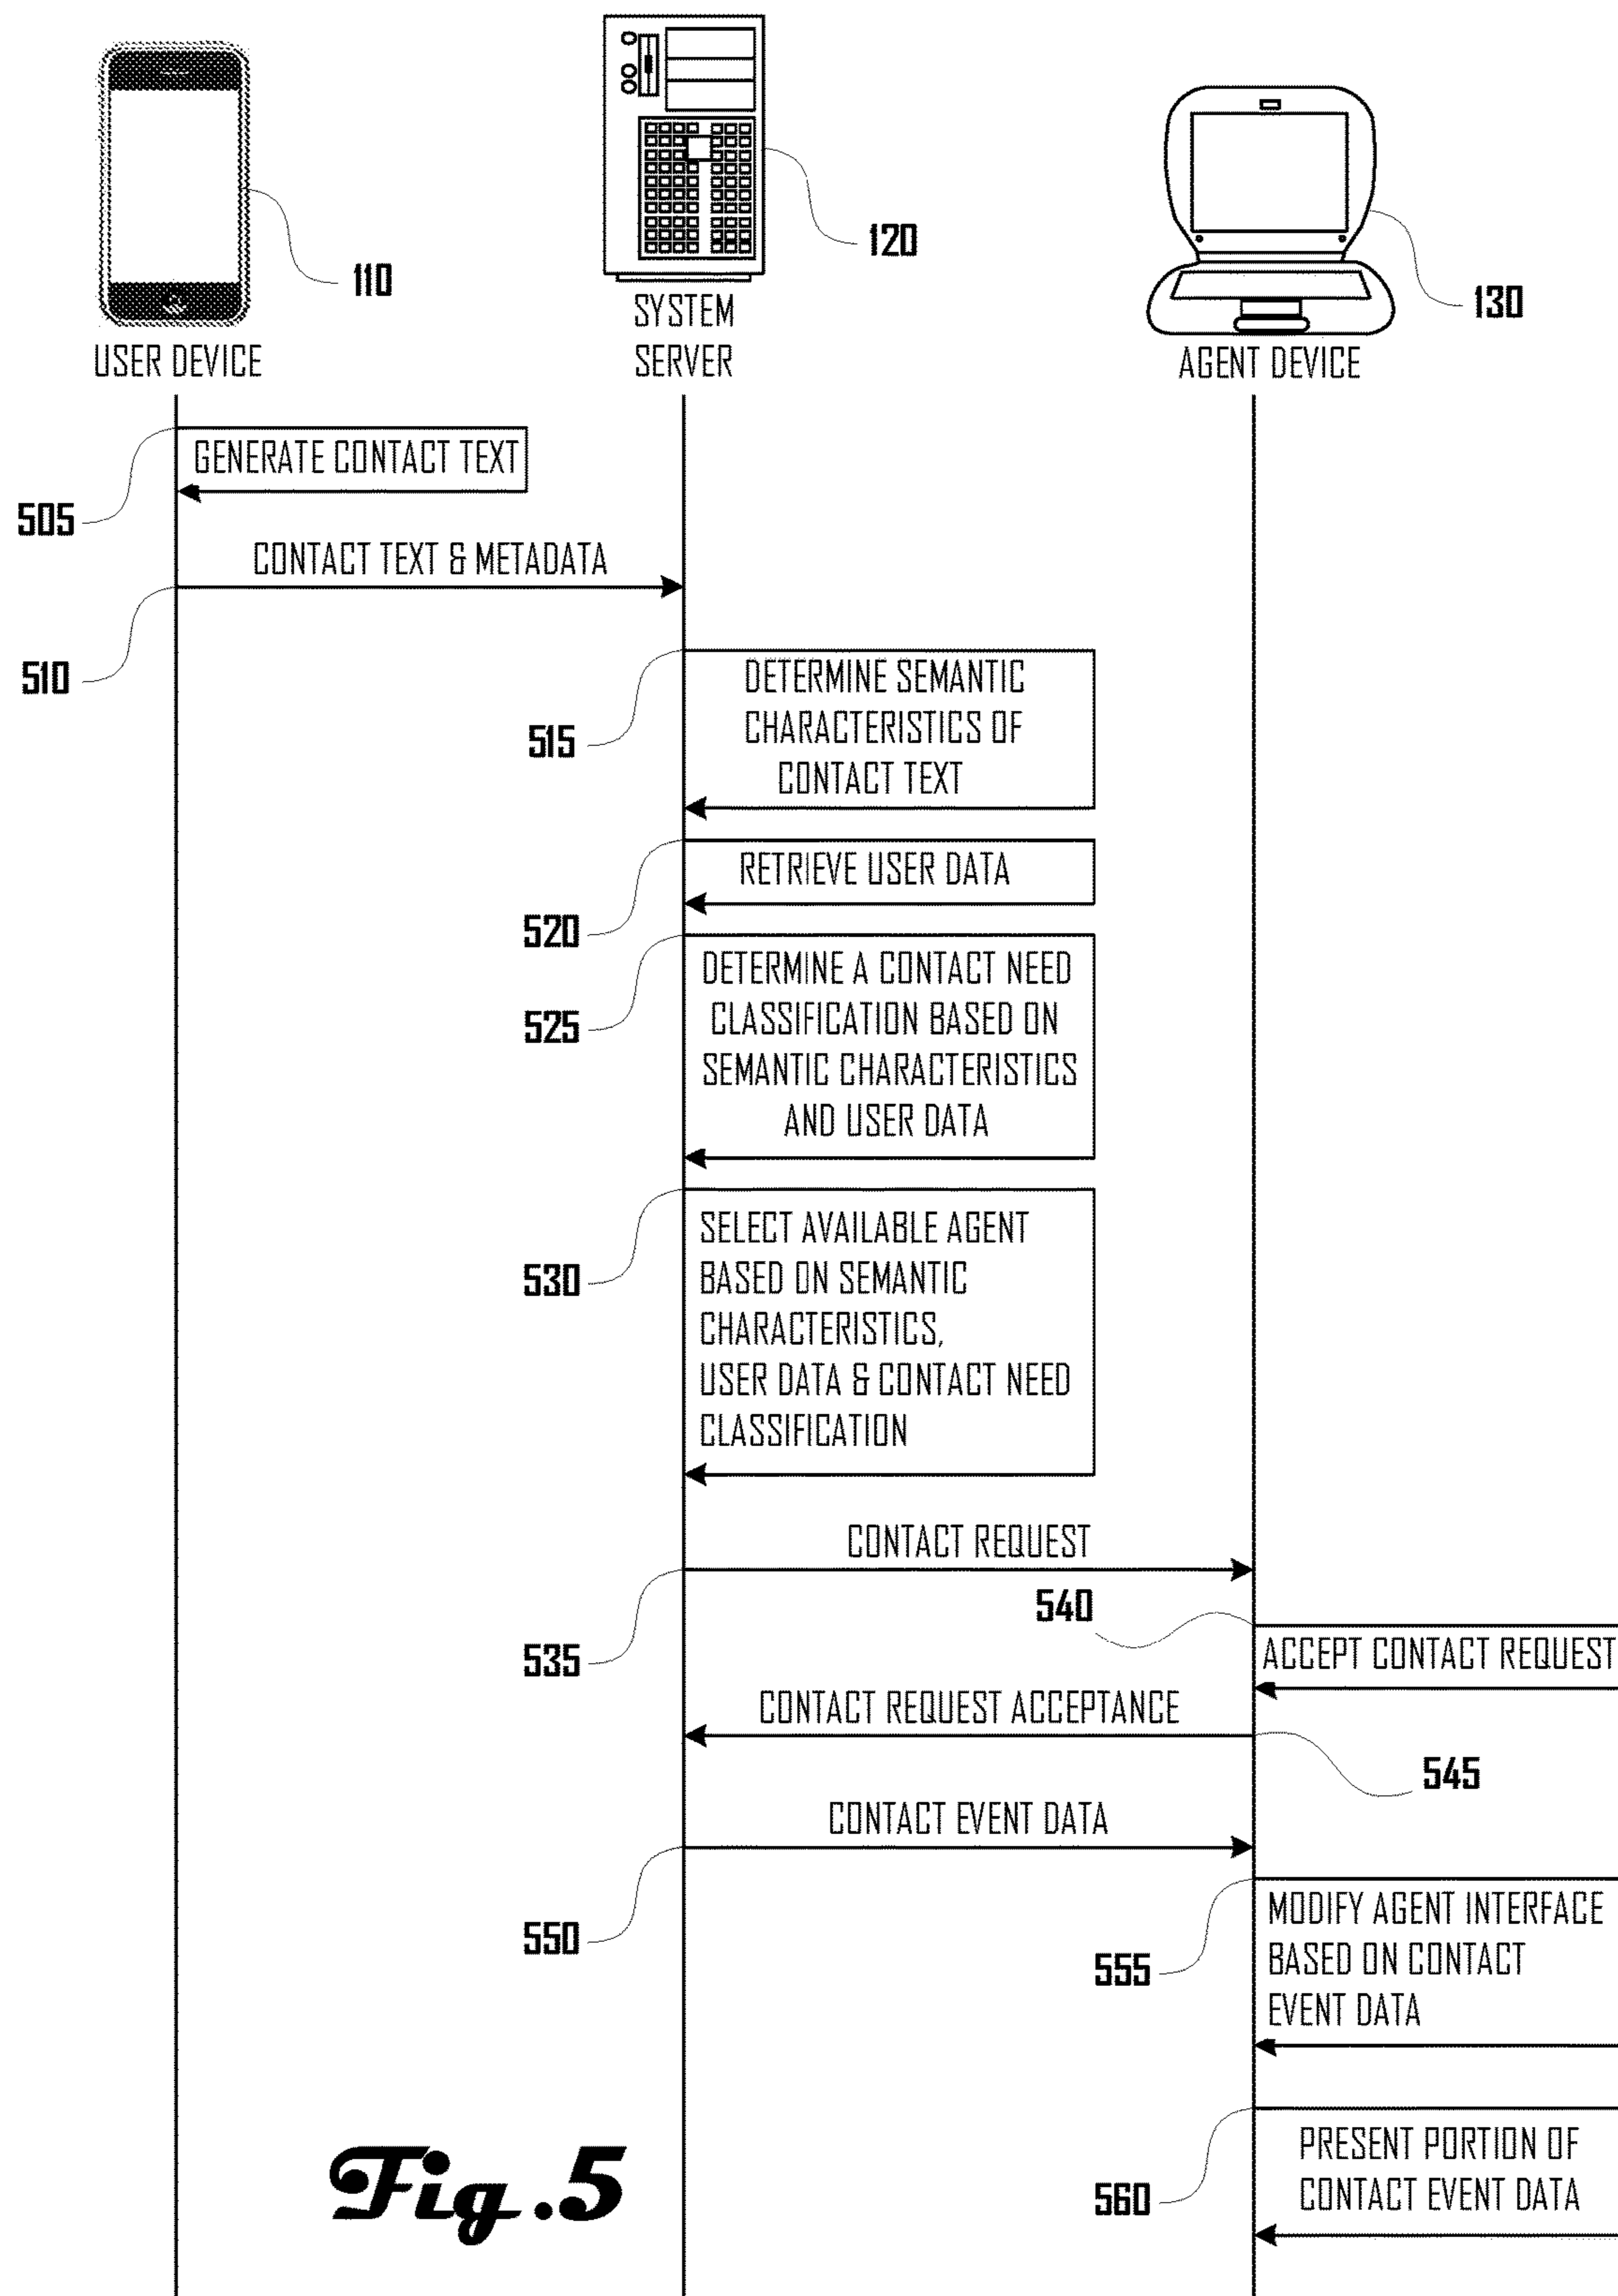 110
120
130
USER DEVICE
SYSTEM
SERVER
AGENT DEVICE
505
GENERATE CONTACT TEXT
510
CONTACT TEXT & METADATA
515
DETERMINE SEMANTIC
CHARACTERISTICS OF
CONTACT TEXT
520
RETRIEVE USER DATA
525
DETERMINE A CONTACT NEED
CLASSIFICATION BASED ON
SEMANTIC CHARACTERISTICS
AND USER DATA
530
SELECT AVAILABLE AGENT
BASED ON SEMANTIC
CHARACTERISTICS,
USER DATA & CONTACT NEED
CLASSIFICATION
CONTACT REQUEST
535
540
ACCEPT CONTACT REQUEST
CONTACT REQUEST ACCEPTANCE
545
CONTACT EVENT DATA
550
555
MODIFY AGENT INTERFACE
BASED ON CONTACT
EVENT DATA
560
PRESENT PORTION OF
CONTACT EVENT DATA
Fig.5